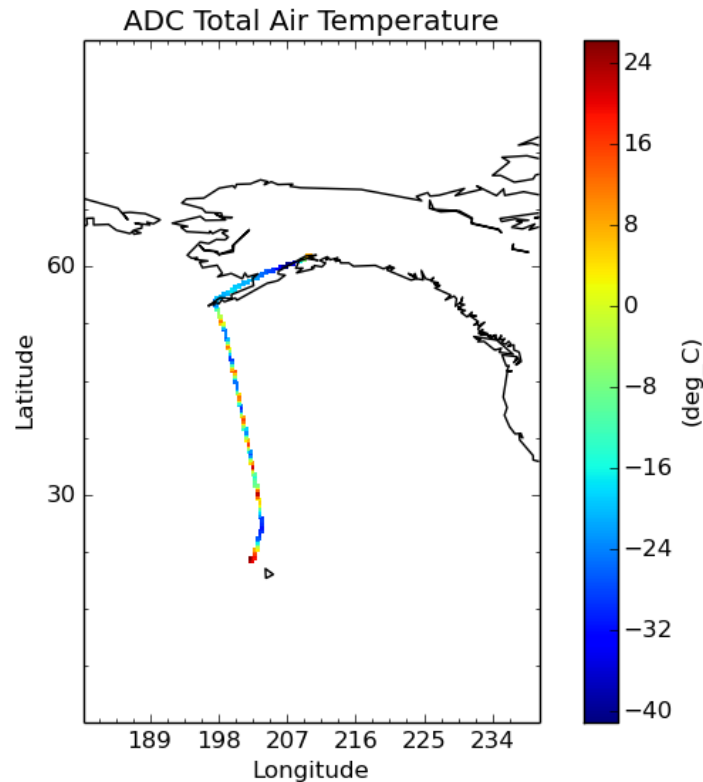 ADC Total Air Temperature
24
16
8
0
−8
−16
−24
−32
−40
(deg_C)
60
30
Latitude
189 198 207 216 225 234
Longitude